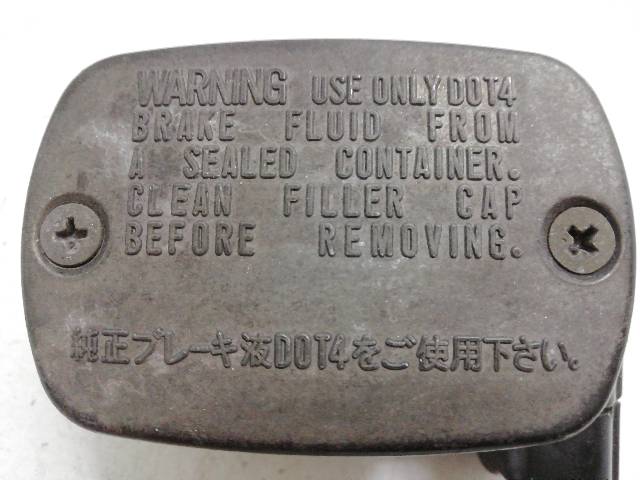 WARNING USE ONLY DOT4
BRAKE FLUID FROM
A SEALED CONTAINER.
CLEAN FILLER CAP
BEFORE REMOVING.
純正ブレーキ液DOT4をご使用下さい.